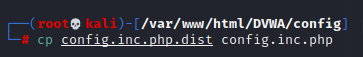 ┌──(root💀kali)-[/var/www/html/DVWA/config]
└─# cp config.inc.php.dist config.inc.php